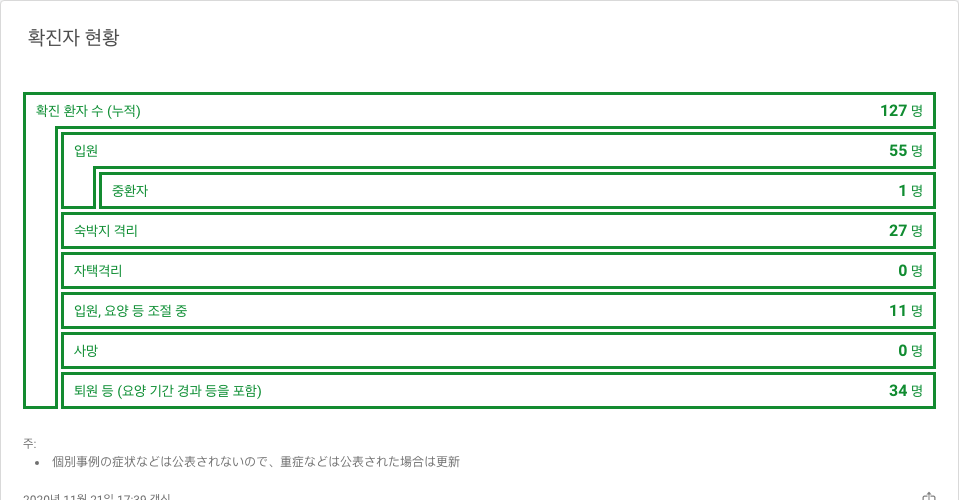 확진자 현황
확진 환자 수 (누적) 127 명
입원 55 명
중환자 1 명
숙박지 격리 27 명
자택격리 0 명
입원, 요양 등 조절 중 11 명
사망 0 명
퇴원 등 (요양 기간 경과 등을 포함) 34 명
주:
• 個別事例の症状などは公表されないので、重症などは公表された場合は更新
2020년 11월 21일 17:39 갱신